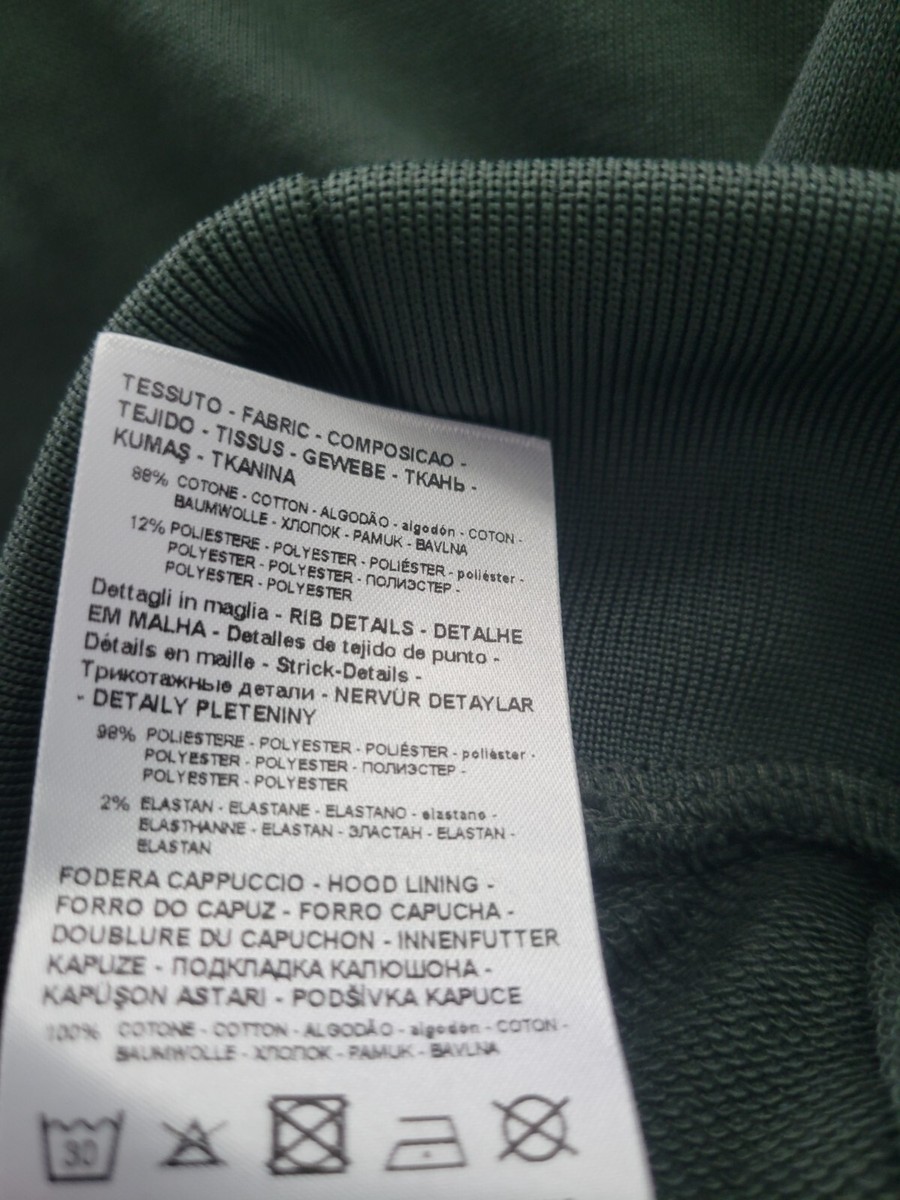 TESSUTO - FABRIC - COMPOSICAO -
TEJIDO - TISSUS - GEWEBE - ТКАНЬ -
KUMAŞ - TKANINA
88% COTONE - COTTON - ALGODÃO - algodón - COTON -
BAUMWOLLE - ХЛОПОК - PAMUK - BAVLNA
12% POLIESTERE - POLYESTER - POLIÉSTER - poliéster -
POLYESTER - POLYESTER - ПОЛИЭСТЕР -
POLYESTER - POLYESTER
Dettagli in maglia - RIB DETAILS - DETALHE
EM MALHA - Detalles de tejido de punto -
Détails en maille - Strick-Details -
Трикотажные детали - NERVÜR DETAYLAR
- DETAILY PLETENINY
98% POLIESTERE - POLYESTER - POLIÉSTER - poliéster -
POLYESTER - POLYESTER - ПОЛИЭСТЕР -
POLYESTER - POLYESTER
2% ELASTAN - ELASTANE - ELASTANO - elastano -
ELASTHANNE - ELASTAN - ЭЛАСТАН - ELASTAN -
ELASTAN
FODERA CAPPUCCIO - HOOD LINING -
FORRO DO CAPUZ - FORRO CAPUCHA -
DOUBLURE DU CAPUCHON - INNENFUTTER
KAPUZE - ПОДКЛАДКА КАПЮШОНА -
KAPÜŞON ASTARI - PODŠÍVKA KAPUCE
100% COTONE - COTTON - ALGODÃO - algodón - COTON -
BAUMWOLLE - ХЛОПОК - PAMUK - BAVLNA
30